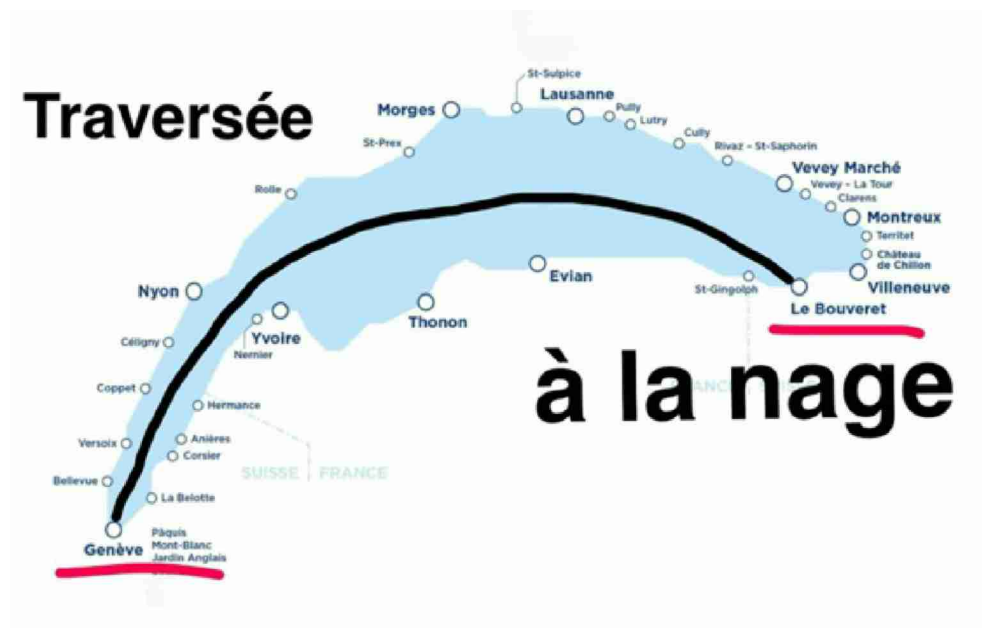 St-Sulpice
Lausanne
Morges
Pully
Lutry
Traversée
St-Prex
Cully
Rivaz - St-Saphorin
Vevey Marché
Vevey - La Tour
Rolle
Clarens
Montreux
Territet
Château
de Chillon
Evian
Nyon
St-Gingolph
Villeneuve
Le Bouveret
Thonon
Yvoire
Céligny
Nernier
à la nage
Coppet
Hermance
Versoix
Anières
Corsier
SUISSE
FRANCE
Bellevue
La Belotte
Pâquis
Genève
Mont-Blanc
Jardin Anglais